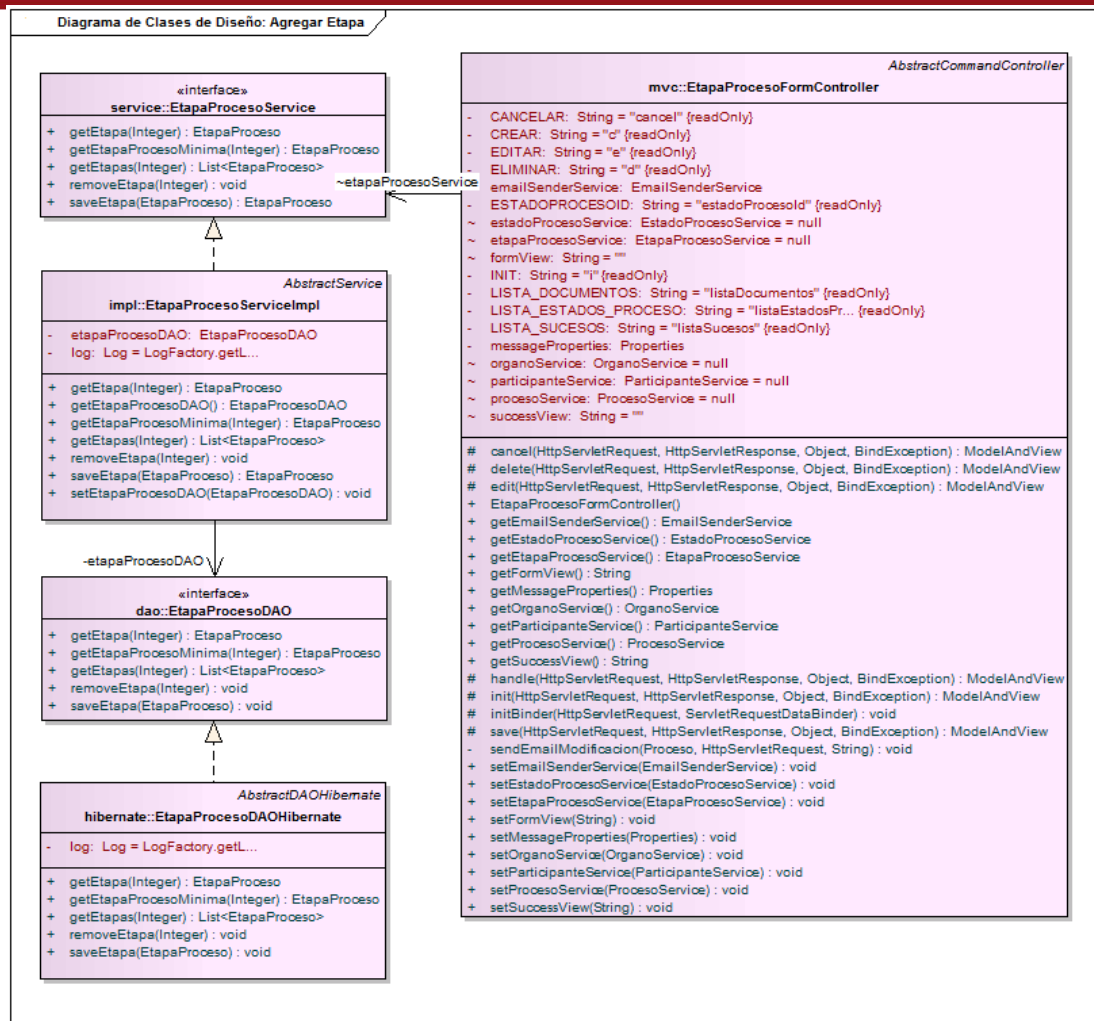 Diagrama de Clases de Diseño: Agregar Etapa
«interface»
service::EtapaProcesoService
+ getEtapa(Integer) : EtapaProceso
+ getEtapaProcesoMinima(Integer) : EtapaProceso
+ getEtapas(Integer) : List<EtapaProceso>
+ removeEtapa(Integer) : void
+ saveEtapa(EtapaProceso) : EtapaProceso
~etapaProcesoService
AbstractService
impl::EtapaProcesoServiceImpl
- etapaProcesoDAO: EtapaProcesoDAO
- log: Log = LogFactory.getL...
+ getEtapa(Integer) : EtapaProceso
+ getEtapaProcesoDAO() : EtapaProcesoDAO
+ getEtapaProcesoMinima(Integer) : EtapaProceso
+ getEtapas(Integer) : List<EtapaProceso>
+ removeEtapa(Integer) : void
+ saveEtapa(EtapaProceso) : EtapaProceso
+ setEtapaProcesoDAO(EtapaProcesoDAO) : void
-etapaProcesoDAO
«interface»
dao::EtapaProcesoDAO
+ getEtapa(Integer) : EtapaProceso
+ getEtapaProcesoMinima(Integer) : EtapaProceso
+ getEtapas(Integer) : List<EtapaProceso>
+ removeEtapa(Integer) : void
+ saveEtapa(EtapaProceso) : void
AbstractDAOHibernate
hibernate::EtapaProcesoDAOHibernate
- log: Log = LogFactory.getL...
+ getEtapa(Integer) : EtapaProceso
+ getEtapaProcesoMinima(Integer) : EtapaProceso
+ getEtapas(Integer) : List<EtapaProceso>
+ removeEtapa(Integer) : void
+ saveEtapa(EtapaProceso) : void
AbstractCommandController
mvc::EtapaProcesoFormController
- CANCELAR: String = "cancel" {readOnly}
- CREAR: String = "c" {readOnly}
- EDITAR: String = "e" {readOnly}
- ELIMINAR: String = "d" {readOnly}
- emailSenderService: EmailSenderService
- ESTADOPROCESOID: String = "estadoProcesoId" {readOnly}
~ estadoProcesoService: EstadoProcesoService = null
~ etapaProcesoService: EtapaProcesoService = null
~ formView: String = ""
- INIT: String = "i" {readOnly}
- LISTA_DOCUMENTOS: String = "listaDocumentos" {readOnly}
- LISTA_ESTADOS_PROCESO: String = "listaEstadosPr... {readOnly}
- LISTA_SUCESOS: String = "listaSucesos" {readOnly}
- messageProperties: Properties
~ organoService: OrganoService = null
~ participanteService: ParticipanteService = null
~ procesoService: ProcesoService = null
~ successView: String = ""
# cancel(HttpServletRequest, HttpServletResponse, Object, BindException) : ModelAndView
# delete(HttpServletRequest, HttpServletResponse, Object, BindException) : ModelAndView
# edit(HttpServletRequest, HttpServletResponse, Object, BindException) : ModelAndView
+ EtapaProcesoFormController()
+ getEmailSenderService() : EmailSenderService
+ getEstadoProcesoService() : EstadoProcesoService
+ getEtapaProcesoService() : EtapaProcesoService
+ getFormView() : String
+ getMessageProperties() : Properties
+ getOrganoService() : OrganoService
+ getParticipanteService() : ParticipanteService
+ getProcesoService() : ProcesoService
+ getSuccessView() : String
# handle(HttpServletRequest, HttpServletResponse, Object, BindException) : ModelAndView
# init(HttpServletRequest, HttpServletResponse, Object, BindException) : ModelAndView
# initBinder(HttpServletRequest, ServletRequestDataBinder) : void
# save(HttpServletRequest, HttpServletResponse, Object, BindException) : ModelAndView
- sendEmailModificacion(Proceso, HttpServletRequest, String) : void
+ setEmailSenderService(EmailSenderService) : void
+ setEstadoProcesoService(EstadoProcesoService) : void
+ setEtapaProcesoService(EtapaProcesoService) : void
+ setFormView(String) : void
+ setMessageProperties(Properties) : void
+ setOrganoService(OrganoService) : void
+ setParticipanteService(ParticipanteService) : void
+ setProcesoService(ProcesoService) : void
+ setSuccessView(String) : void